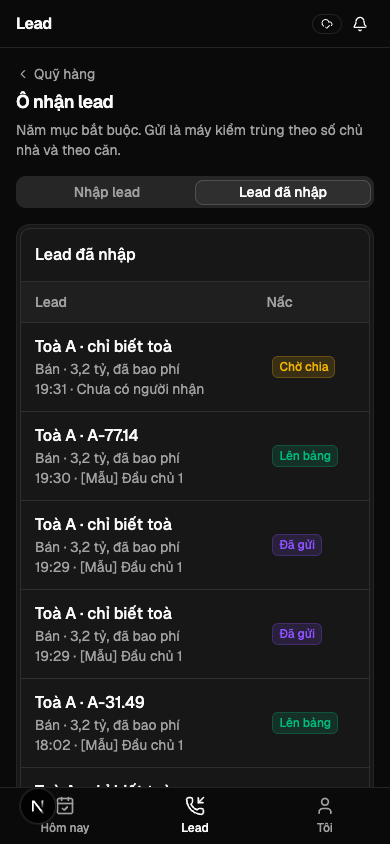 Lead
Quỹ hàng
Ô nhận lead
Năm mục bắt buộc. Gửi là máy kiểm trùng theo số chủ
nhà và theo căn.
Nhập lead
Lead đã nhập
Lead đã nhập
Lead
Nấc
Toà A · chỉ biết toà
Bán · 3,2 tỷ, đã bao phí
19:31 · Chưa có người nhận
Chờ chia
Toà A · A-77.14
Bán · 3,2 tỷ, đã bao phí
19:30 · [Mẫu] Đầu chủ 1
Lên bảng
Toà A · chỉ biết toà
Bán · 3,2 tỷ, đã bao phí
19:29 · [Mẫu] Đầu chủ 1
Đã gửi
Toà A · chỉ biết toà
Bán · 3,2 tỷ, đã bao phí
19:29 · [Mẫu] Đầu chủ 1
Đã gửi
Toà A · A-31.49
Bán · 3,2 tỷ, đã bao phí
18:02 · [Mẫu] Đầu chủ 1
Lên bảng
N
Hôm nay
Lead
Tôi